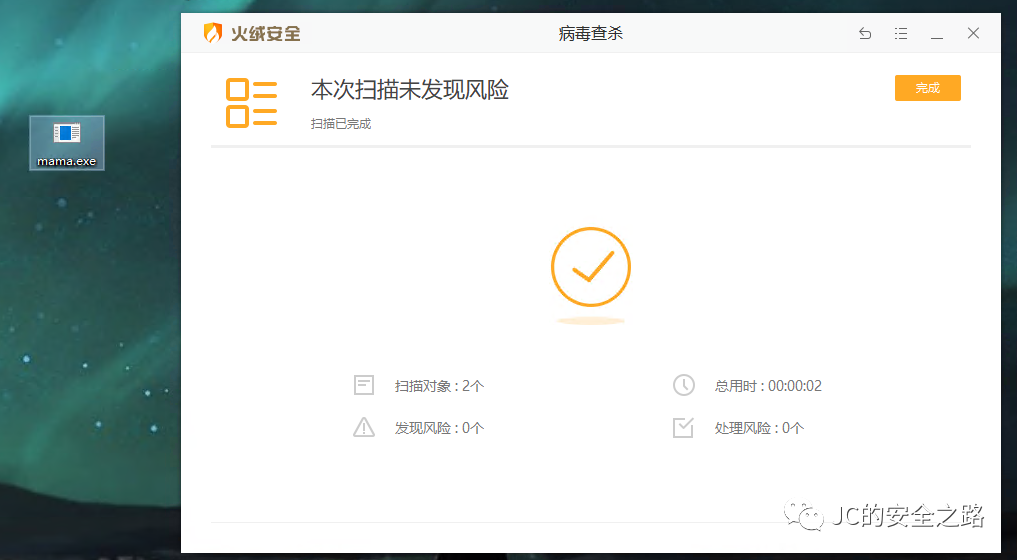 火绒安全
病毒查杀
mama.exe
本次扫描未发现风险
完成
扫描已完成
扫描对象 : 2个
总用时 : 00:00:02
发现风险 : 0个
处理风险 : 0个
JC的安全之路